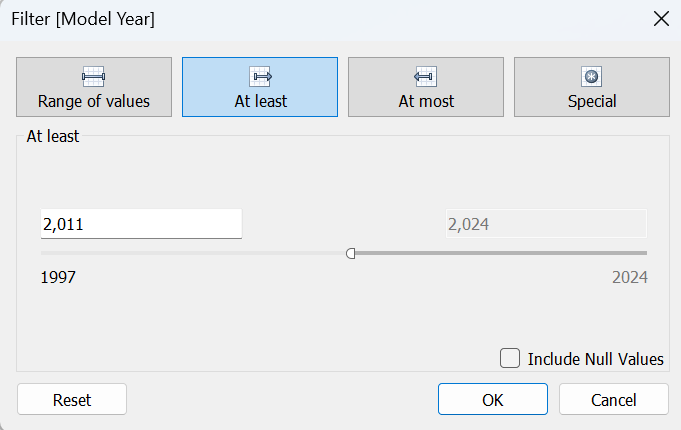 Filter [Model Year]
Range of values
At least
At most
Special
At least
2,011
2,024
1997
2024
Include Null Values
Reset
OK
Cancel